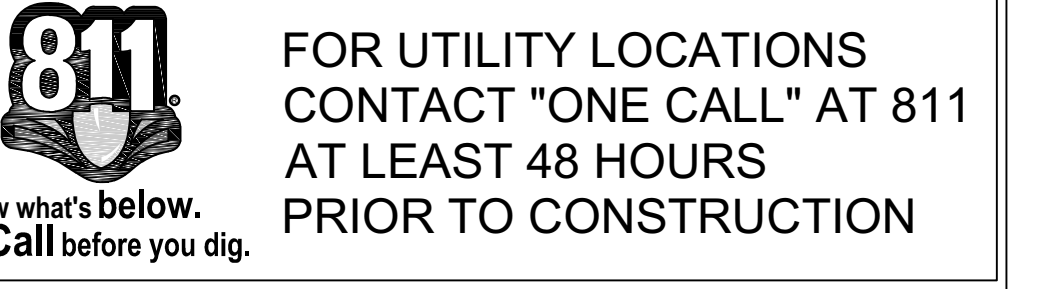 811
what's below.
Call before you dig.
FOR UTILITY LOCATIONS
CONTACT "ONE CALL" AT 811
AT LEAST 48 HOURS
PRIOR TO CONSTRUCTION